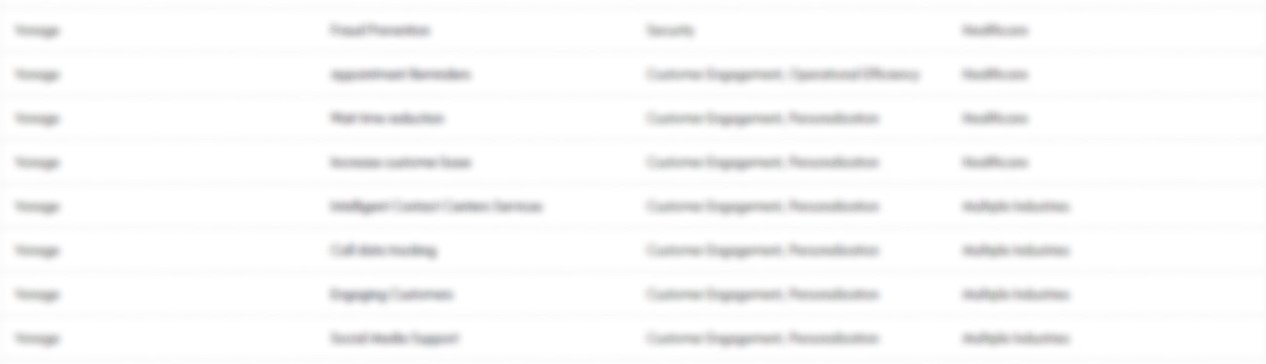 Vonage Fraud Prevention Security Healthcare
Vonage Appointment Reminders Customer Engagement, Operational Efficiency Healthcare
Vonage Wait time reduction Customer Engagement, Personalization Healthcare
Vonage Increase customer base Customer Engagement, Personalization Healthcare
Vonage Intelligent Contact Centers Services Customer Engagement, Personalization Multiple Industries
Vonage Call data tracking Customer Engagement, Personalization Multiple Industries
Vonage Engaging Customers Customer Engagement, Personalization Multiple Industries
Vonage Social Media Support Customer Engagement, Personalization Multiple Industries